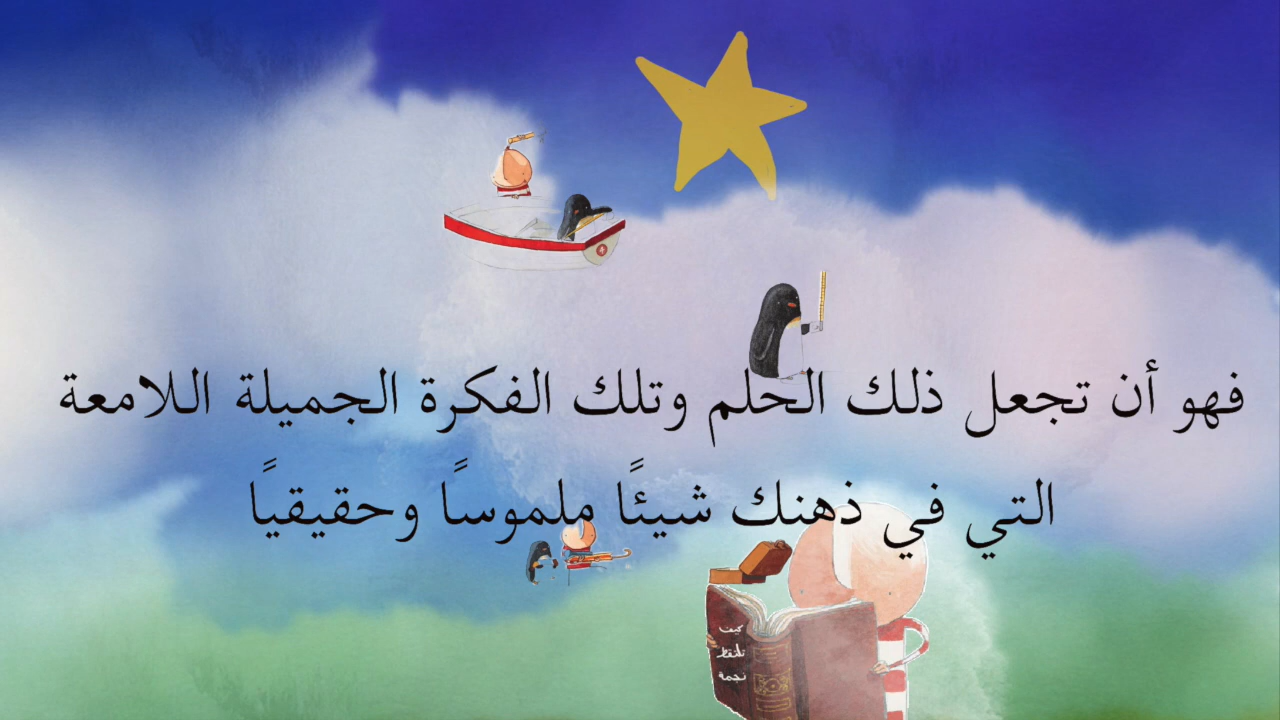 فهو أن تجعل ذلك الحلم وتلك الفكرة الجميلة اللامعة
التي في ذهنك شيئًا ملموسًا وحقيقيًا
كيف
تلتقط
نجمة